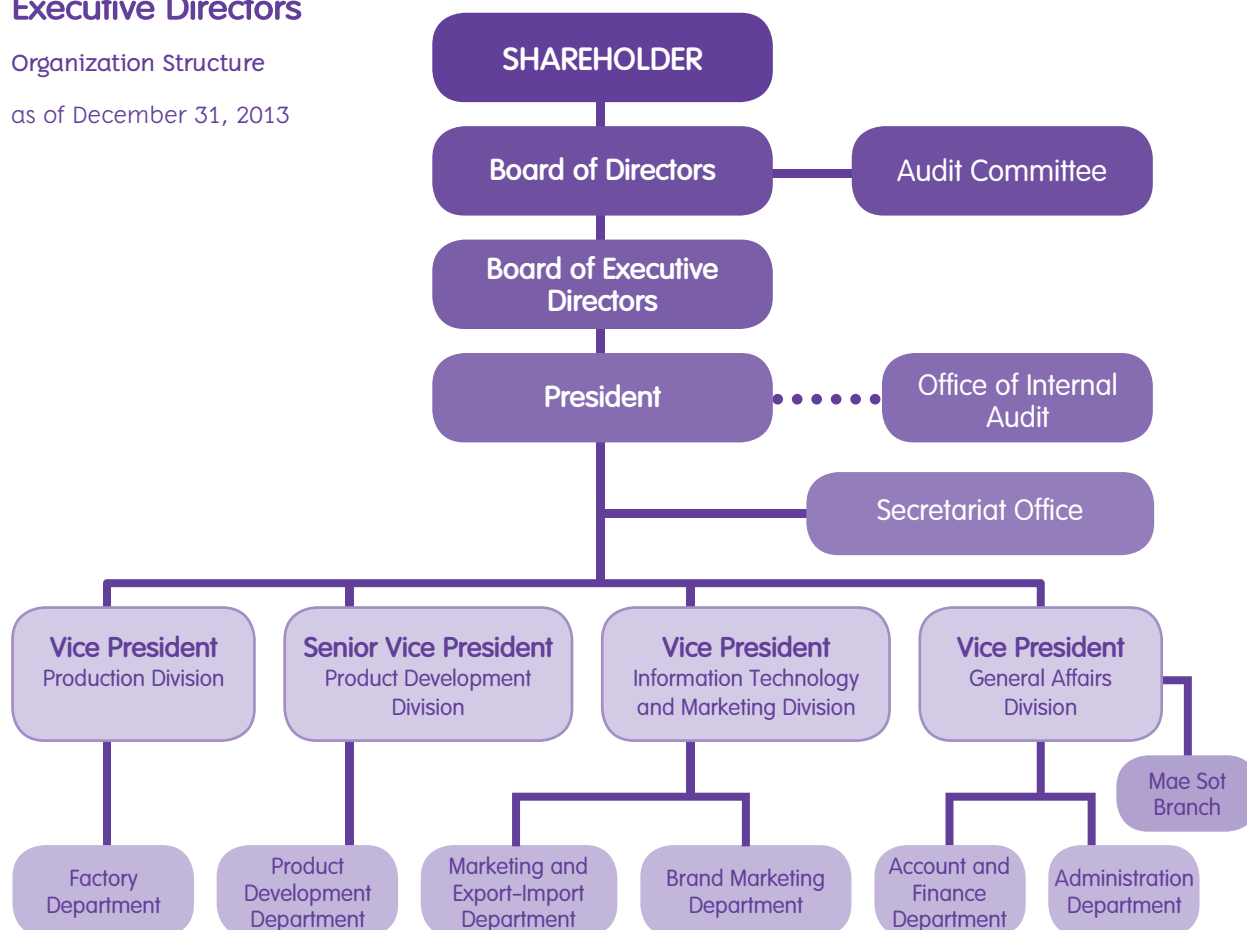 Executive Directors
Organization Structure
as of December 31, 2013
SHAREHOLDER
Board of Directors
Audit Committee
Board of Executive
Directors
President
Office of Internal
Audit
Secretariat Office
Vice President
Production Division
Senior Vice President
Product Development
Division
Vice President
Information Technology
and Marketing Division
Vice President
General Affairs
Division
Mae Sot
Branch
Factory
Department
Product
Development
Department
Marketing and
Export-Import
Department
Brand Marketing
Department
Account and
Finance
Department
Administration
Department